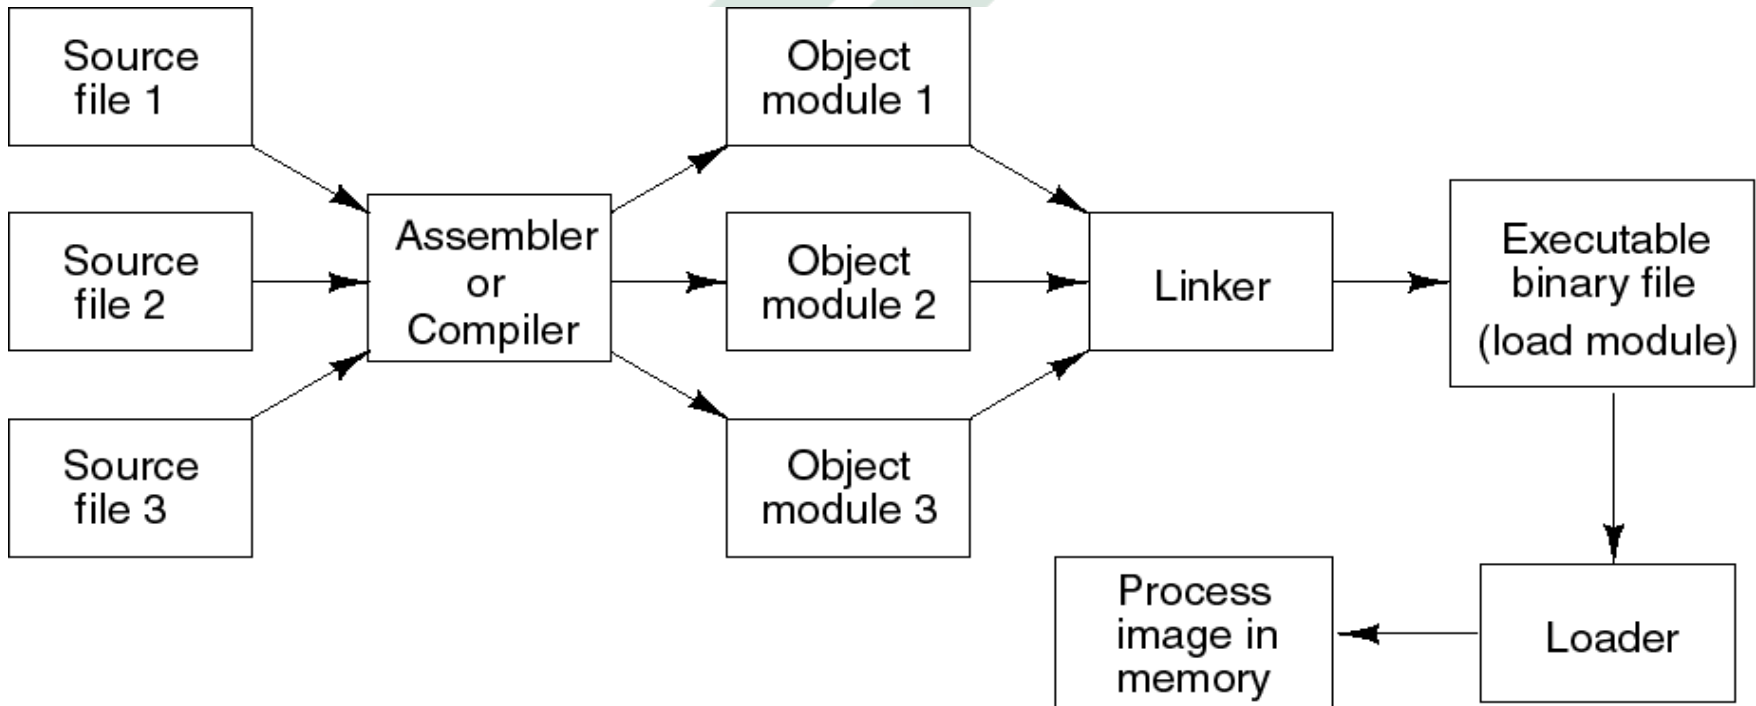 Source
file 1
Source
file 2
Source
file 3
Assembler
or
Compiler
Object
module 1
Object
module 2
Object
module 3
Linker
Executable
binary file
(load module)
Loader
Process
image in
memory